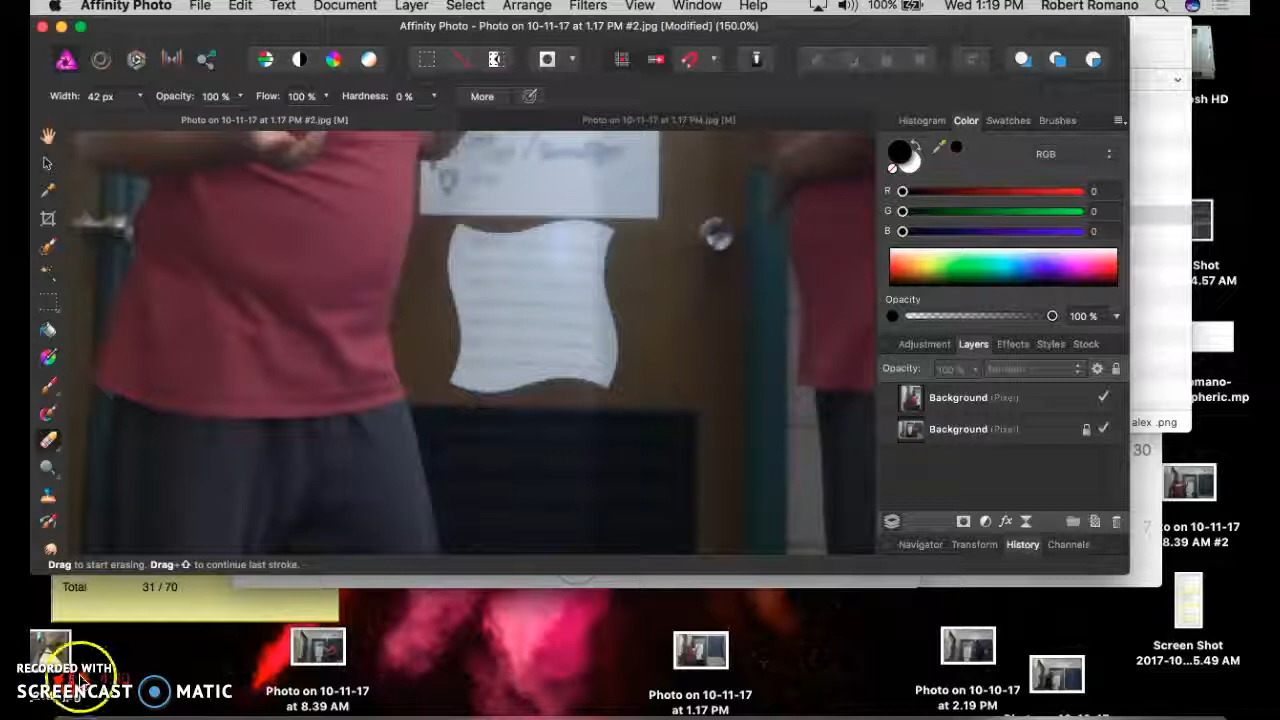 Affinity Photo File Edit Text Document Layer Select Arrange Filters View Window Help 100% Wed 1:19 PM Robert Romano
Affinity Photo - Photo on 10-11-17 at 1.17 PM #2.jpg [Modified] (150.0%)
Width: 42 px Opacity: 100 % Flow: 100 % Hardness: 0 % More
Photo on 10-11-17 at 1.17 PM #2.jpg [M] Photo on 10-11-17 at 1.17 PM.jpg [M]
Histogram Color Swatches Brushes
RGB
R 0
G 0
B 0
Opacity
100 %
Adjustment Layers Effects Styles Stock
Opacity: 100 %
Background (Pixel)
Background (Pixel)
fx
Navigator Transform History Channels
Drag to start erasing. Drag+⇧ to continue last stroke.
osh HD
Shot
4.57 AM
omano-
spheric.mp
alex .png
30
7
on on 10-11-17
8.39 AM #2
Screen Shot
2017-10...5.49 AM
Total 31 / 70
Photo on 10-11-17
at 8.39 AM
Photo on 10-11-17
at 1.17 PM
Photo on 10-10-17
at 2.19 PM
RECORDED WITH
SCREENCAST MATIC